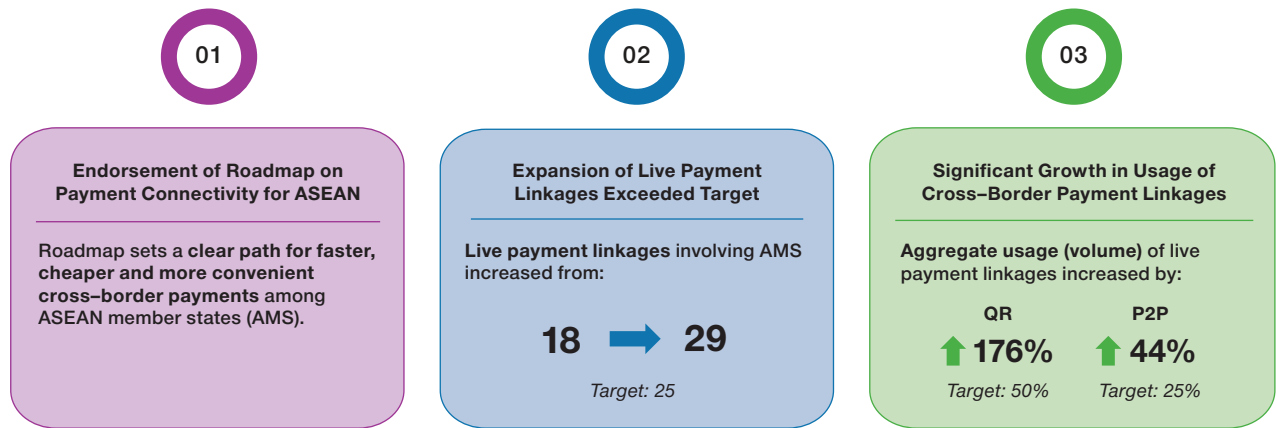 01
Endorsement of Roadmap on
Payment Connectivity for ASEAN
Roadmap sets a clear path for faster,
cheaper and more convenient
cross–border payments among
ASEAN member states (AMS).
02
Expansion of Live Payment
Linkages Exceeded Target
Live payment linkages involving AMS
increased from:
18 29
Target: 25
03
Significant Growth in Usage of
Cross–Border Payment Linkages
Aggregate usage (volume) of live
payment linkages increased by:
QR P2P
176% 44%
Target: 50% Target: 25%